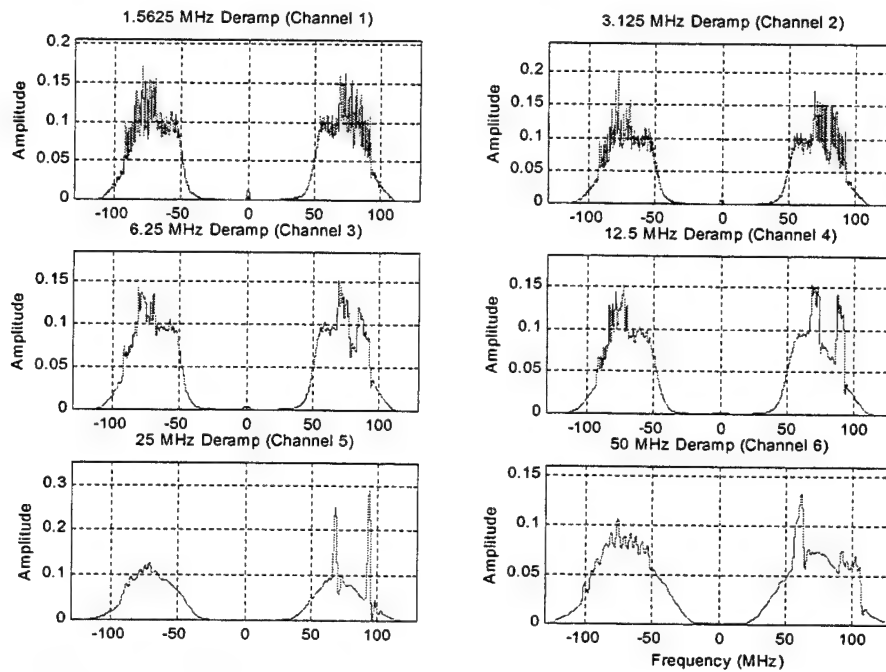 1.5625 MHz Deramp (Channel 1)
Amplitude
0.2
0.15
0.1
0.05
0
-100 -50 0 50 100
3.125 MHz Deramp (Channel 2)
Amplitude
0.2
0.15
0.1
0.05
0
-100 -50 0 50 100
6.25 MHz Deramp (Channel 3)
Amplitude
0.15
0.1
0.05
0
-100 -50 0 50 100
12.5 MHz Deramp (Channel 4)
Amplitude
0.15
0.1
0.05
0
-100 -50 0 50 100
25 MHz Deramp (Channel 5)
Amplitude
0.3
0.2
0.1
0
-100 -50 0 50 100
50 MHz Deramp (Channel 6)
Amplitude
0.15
0.1
0.05
0
-100 -50 0 50 100
Frequency (MHz)